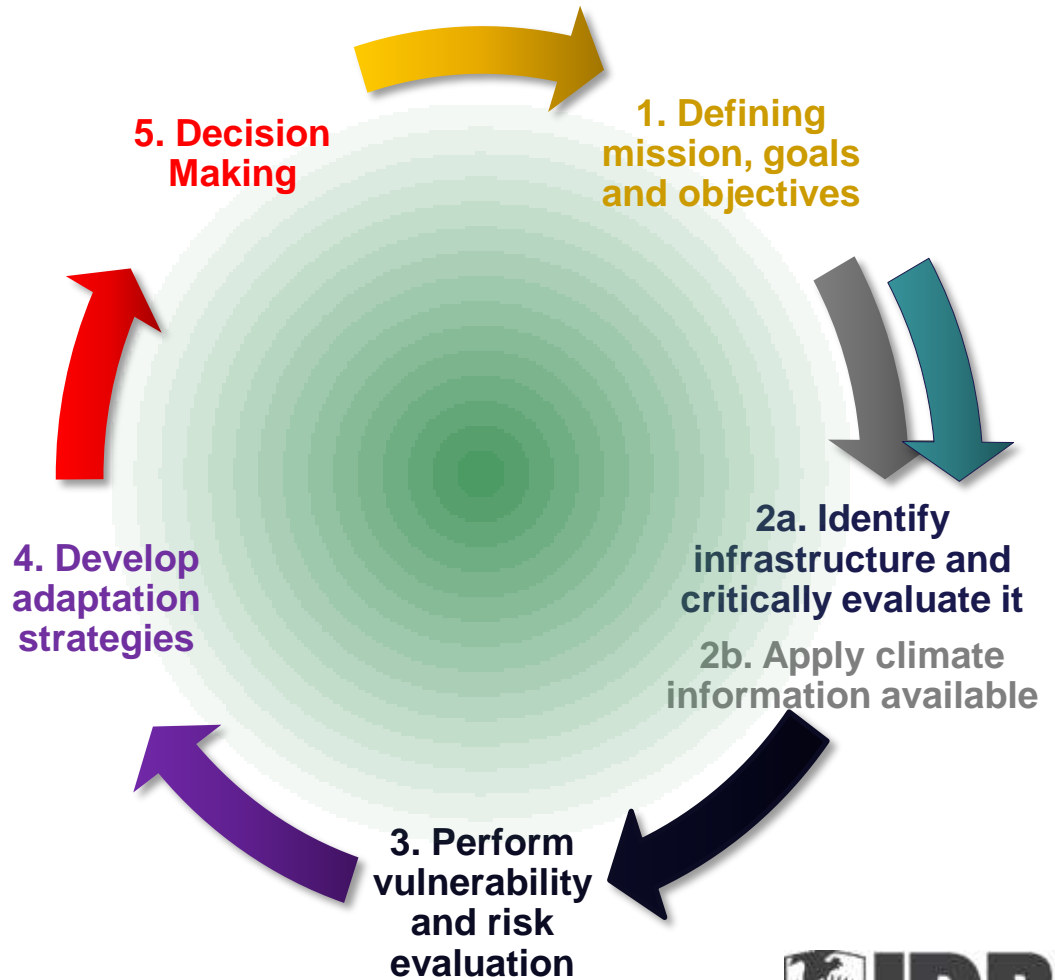 5. Decision
Making
1. Defining
mission, goals
and objectives
2a. Identify
infrastructure and
critically evaluate it
2b. Apply climate
information available
3. Perform
vulnerability
and risk
evaluation
4. Develop
adaptation
strategies